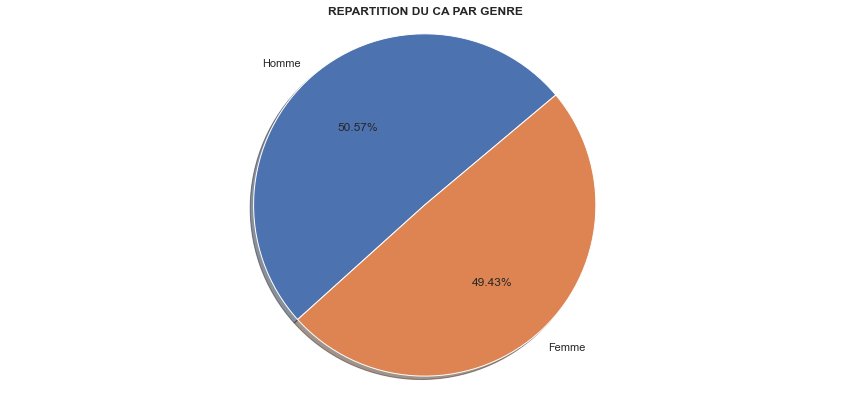 REPARTITION DU CA PAR GENRE
Homme
50.57%
49.43%
Femme